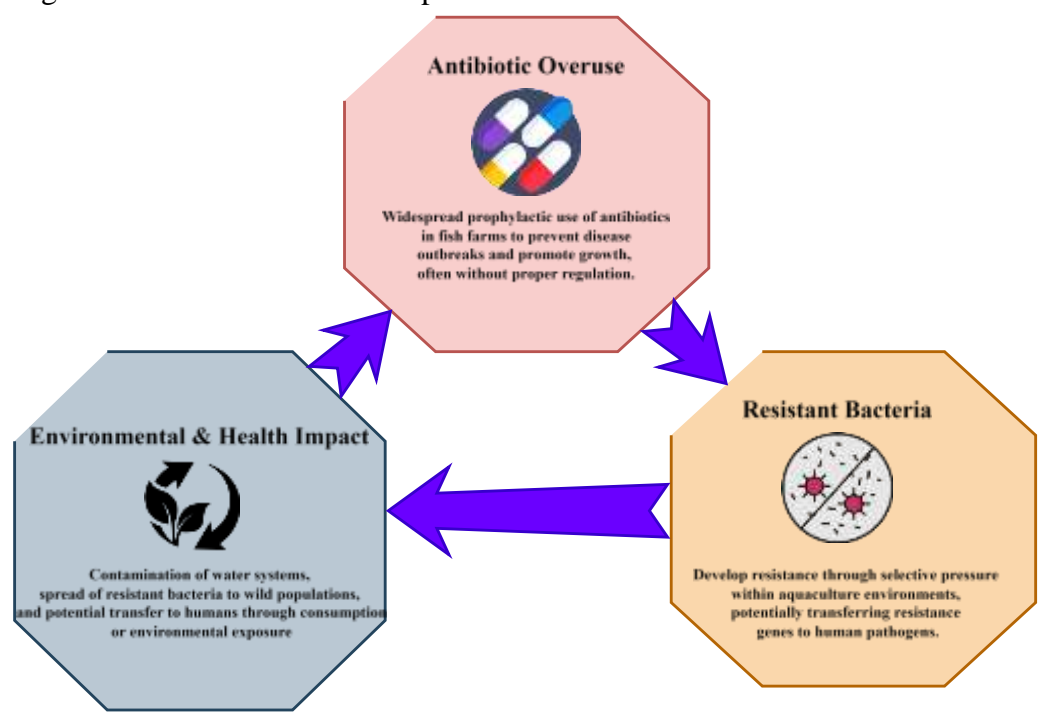 Antibiotic Overuse
Widespread prophylactic use of antibiotics
in fish farms to prevent disease
outbreaks and promote growth,
often without proper regulation.
Environmental & Health Impact
Contamination of water systems,
spread of resistant bacteria to wild populations,
and potential transfer to humans through consumption
or environmental exposure
Resistant Bacteria
Develop resistance through selective pressure
within aquaculture environments,
potentially transferring resistance
genes to human pathogens.